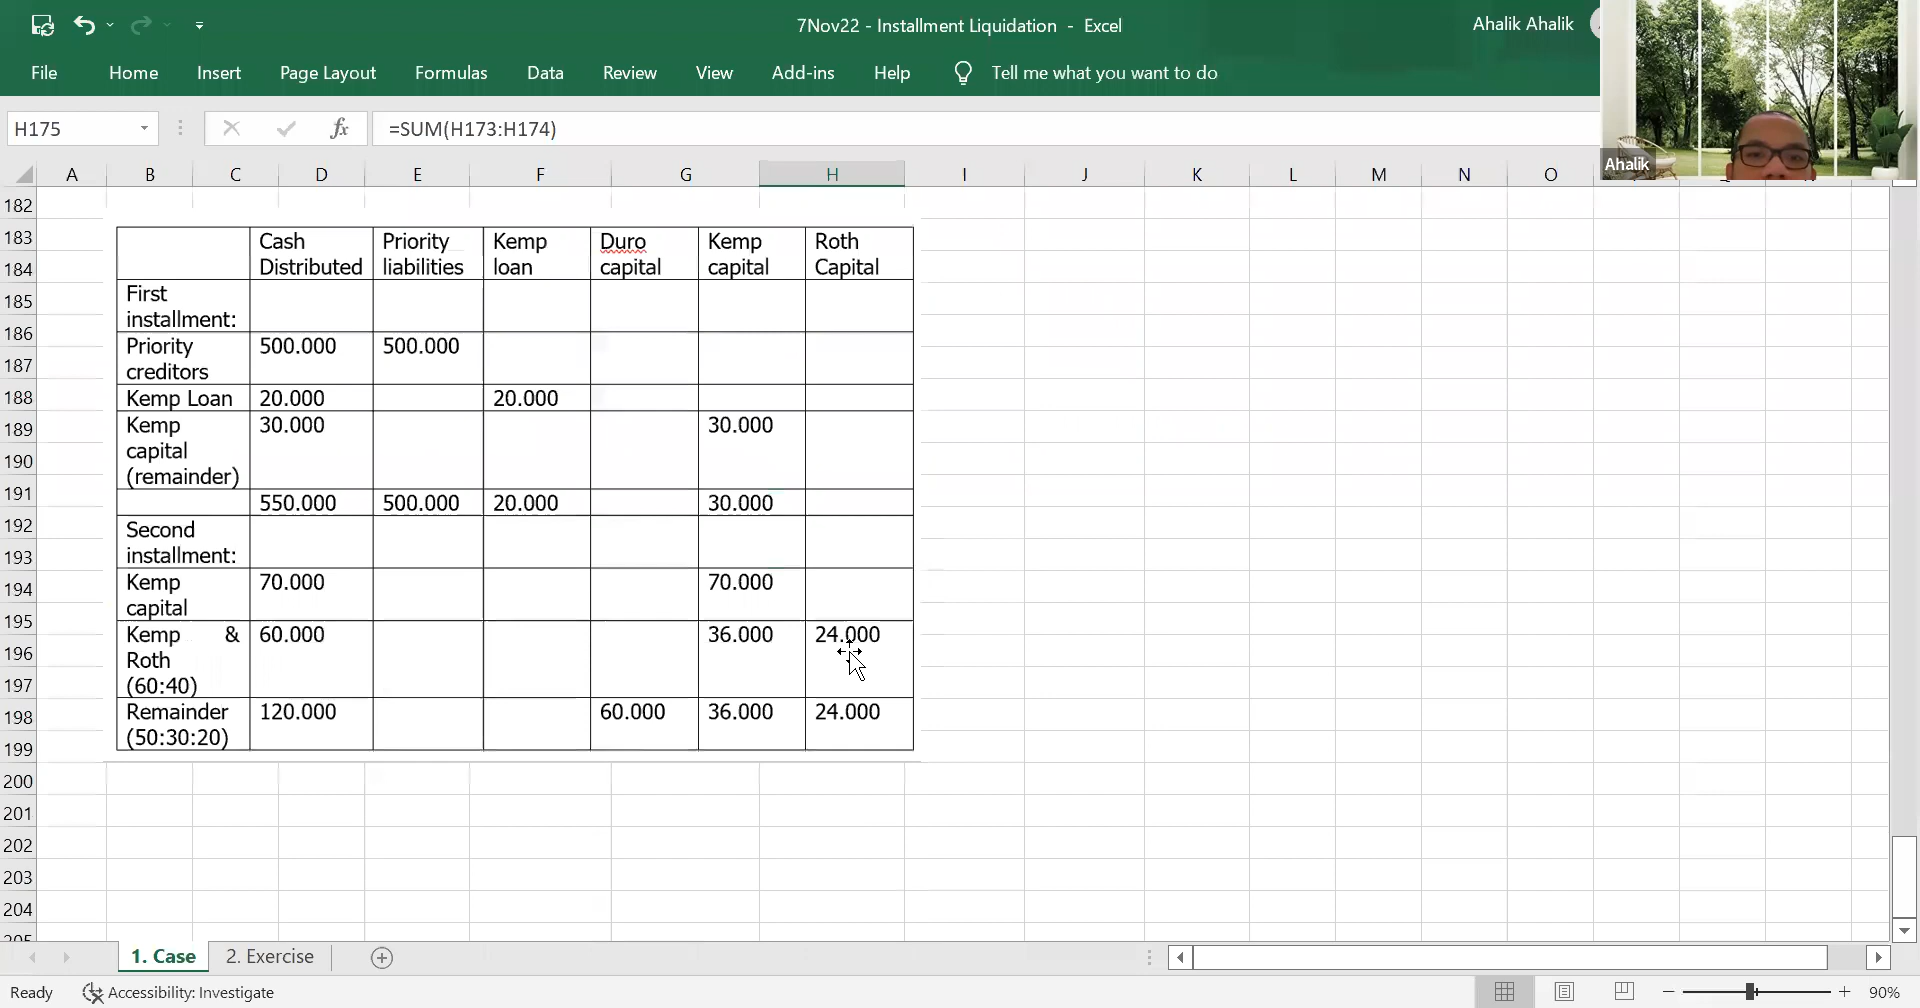 7Nov22 - Installment Liquidation - Excel
Ahalik Ahalik
File Home Insert Page Layout Formulas Data Review View Add-ins Help Tell me what you want to do
Ahalik
H175 fx =SUM(H173:H174)
A B C D E F G H I J K L M N O
182
183
184
185
186
187
188
189
190
191
192
193
194
195
196
197
198
199
200
201
202
203
204
205
Cash Distributed Priority liabilities Kemp loan Duro capital Kemp capital Roth Capital
First installment:
Priority creditors 500.000 500.000
Kemp Loan 20.000 20.000
Kemp capital (remainder) 30.000 30.000
550.000 500.000 20.000 30.000
Second installment:
Kemp capital 70.000 70.000
Kemp & Roth (60:40) 60.000 36.000 24.000
Remainder (50:30:20) 120.000 60.000 36.000 24.000
1. Case 2. Exercise
Ready Accessibility: Investigate 90%